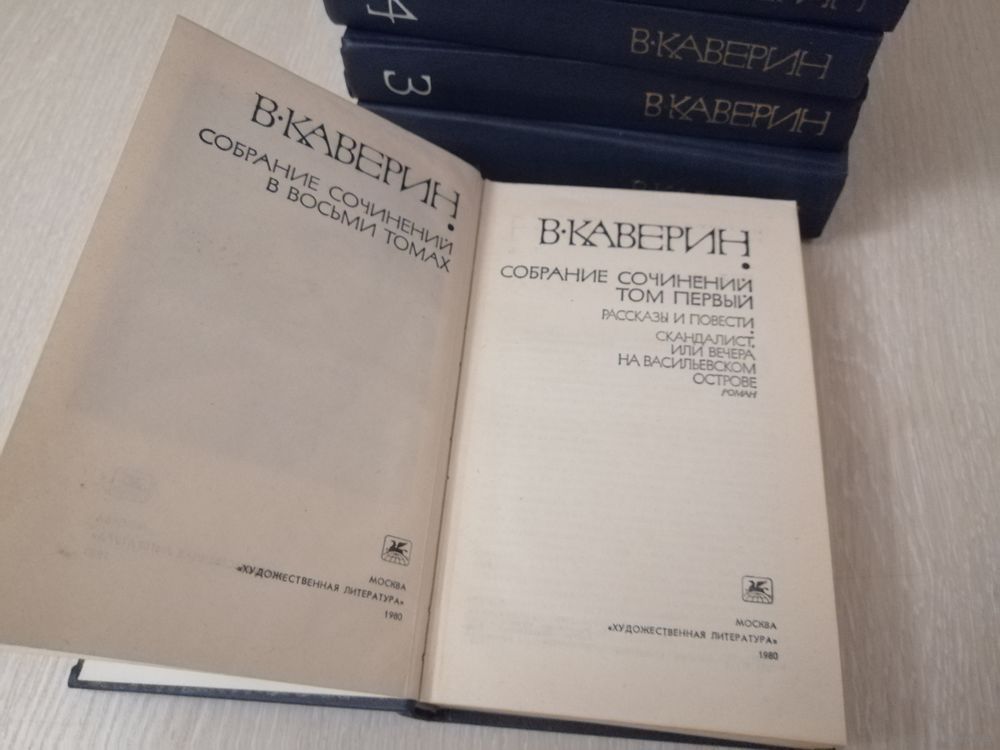 4
В·КАВЕРИН
3
В·КАВЕРИН
В·КАВЕРИН
СОБРАНИЕ СОЧИНЕНИЙ
В ВОСЬМИ ТОМАХ
МОСКВА
«ХУДОЖЕСТВЕННАЯ ЛИТЕРАТУРА»
1980
В·КАВЕРИН
СОБРАНИЕ СОЧИНЕНИЙ
ТОМ ПЕРВЫЙ
РАССКАЗЫ И ПОВЕСТИ
СКАНДАЛИСТ,
ИЛИ ВЕЧЕРА
НА ВАСИЛЬЕВСКОМ
ОСТРОВЕ
РОМАН
МОСКВА
«ХУДОЖЕСТВЕННАЯ ЛИТЕРАТУРА»
1980